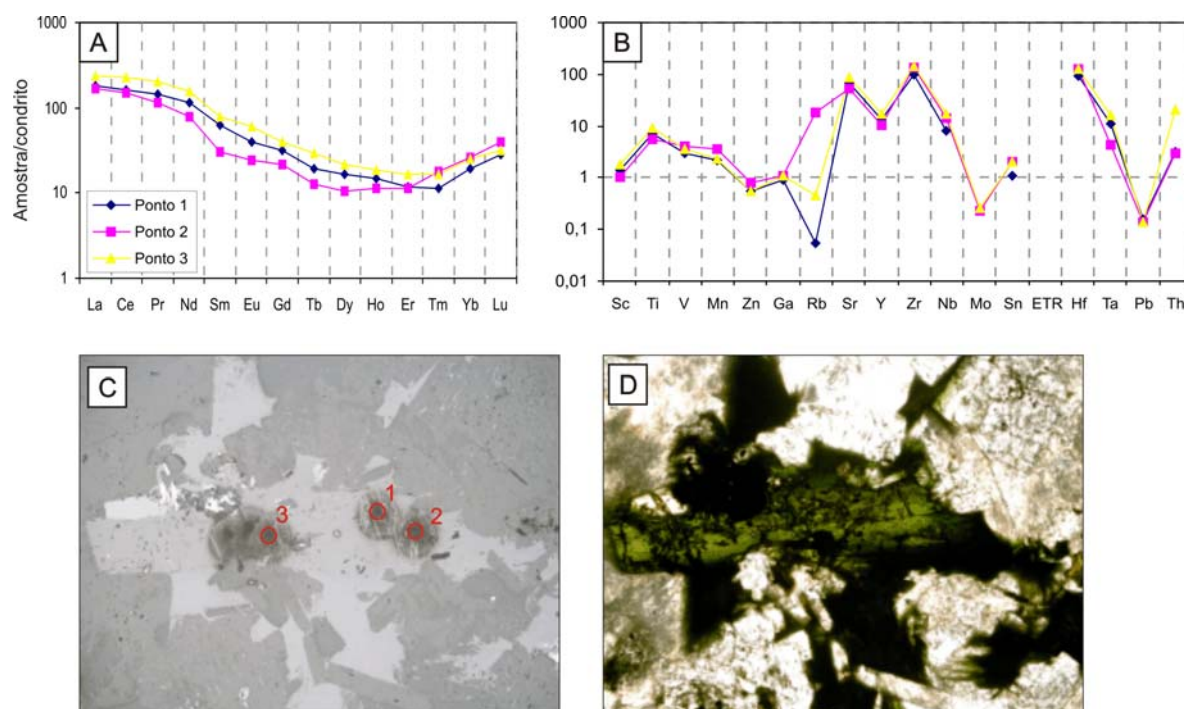 A
Amostra/condrito
1000
100
10
1
Ponto 1
Ponto 2
Ponto 3
La Ce Pr Nd Sm Eu Gd Tb Dy Ho Er Tm Yb Lu
B
1000
100
10
1
0,1
0,01
Sc Ti V Mn Zn Ga Rb Sr Y Zr Nb Mo Sn ETR Hf Ta Pb Th
C
1
2
3
D